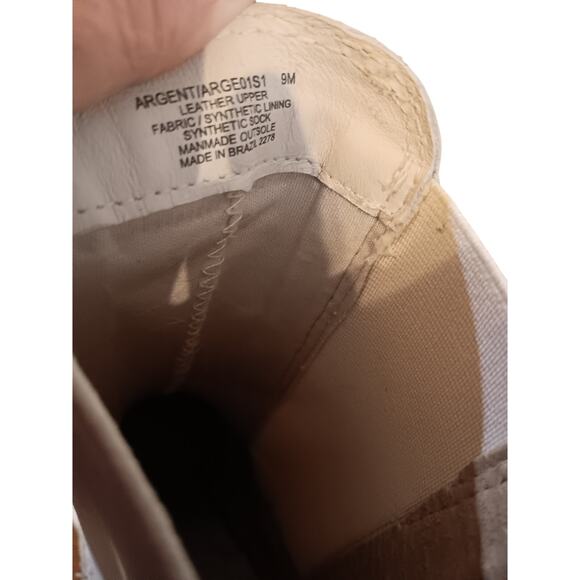 ARGENT/ARGE01S1 9M
LEATHER UPPER
FABRIC / SYNTHETIC LINING
SYNTHETIC SOCK
MANMADE OUTSOLE
MADE IN BRAZIL 2278